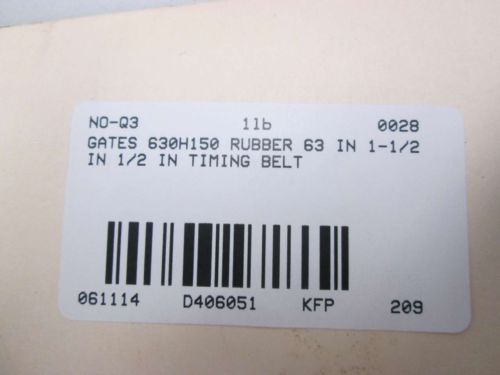 NO-Q3 1lb 0028
GATES 630H150 RUBBER 63 IN 1-1/2
IN 1/2 IN TIMING BELT
061114 D406051 KFP 209